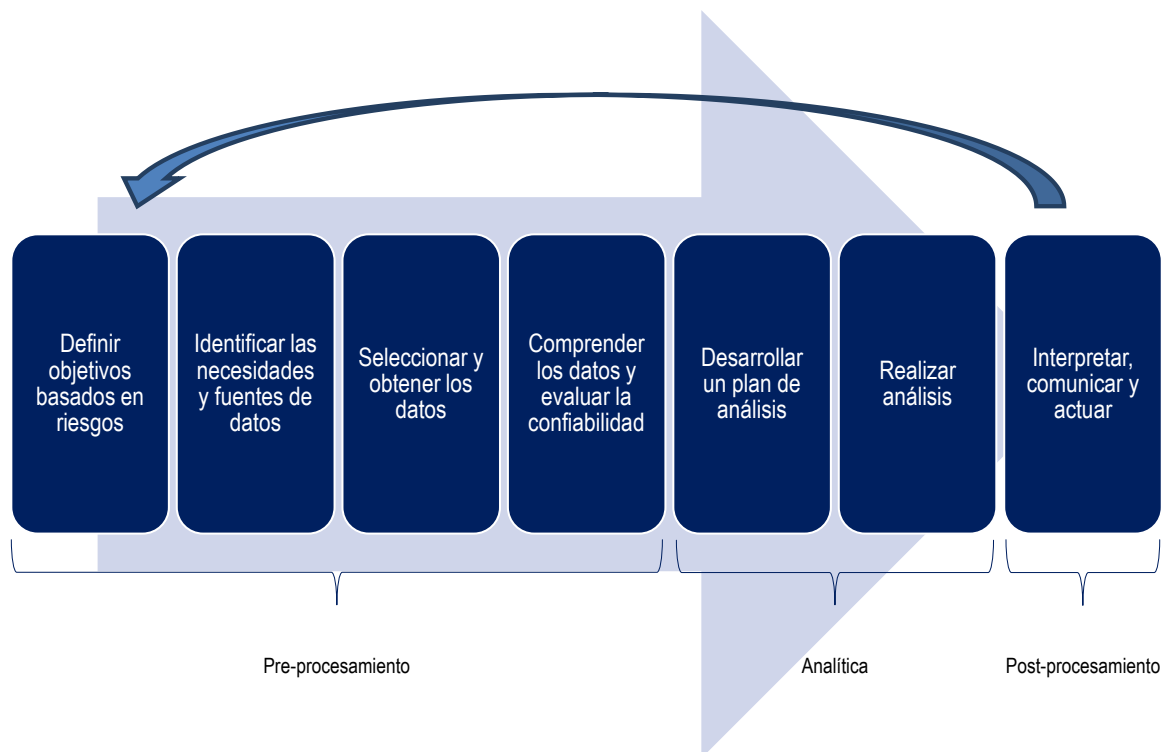 Definir
objetivos
basados en
riesgos
Identificar las
necesidades
y fuentes de
datos
Seleccionar y
obtener los
datos
Comprender
los datos y
evaluar la
confiabilidad
Desarrollar
un plan de
análisis
Realizar
análisis
Interpretar,
comunicar y
actuar
Pre-procesamiento
Analítica
Post-procesamiento